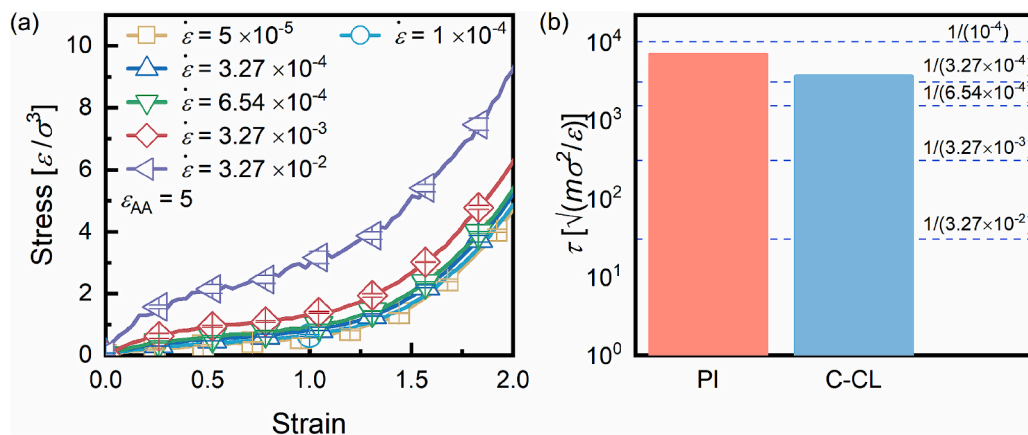 (a)
Stress [ε/σ³]
10
8
6
4
2
0
ε̇ = 5 ×10⁻⁵
ε̇ = 1 ×10⁻⁴
ε̇ = 3.27 ×10⁻⁴
ε̇ = 6.54 ×10⁻⁴
ε̇ = 3.27 ×10⁻³
ε̇ = 3.27 ×10⁻²
ε_AA = 5
0.0 0.5 1.0 1.5 2.0
Strain
(b)
τ [√(mσ²/ε)]
10⁴
10³
10²
10¹
10⁰
1/(10⁻⁴)
1/(3.27×10⁻⁴)
1/(6.54×10⁻⁴)
1/(3.27×10⁻³)
1/(3.27×10⁻²)
PI C-CL